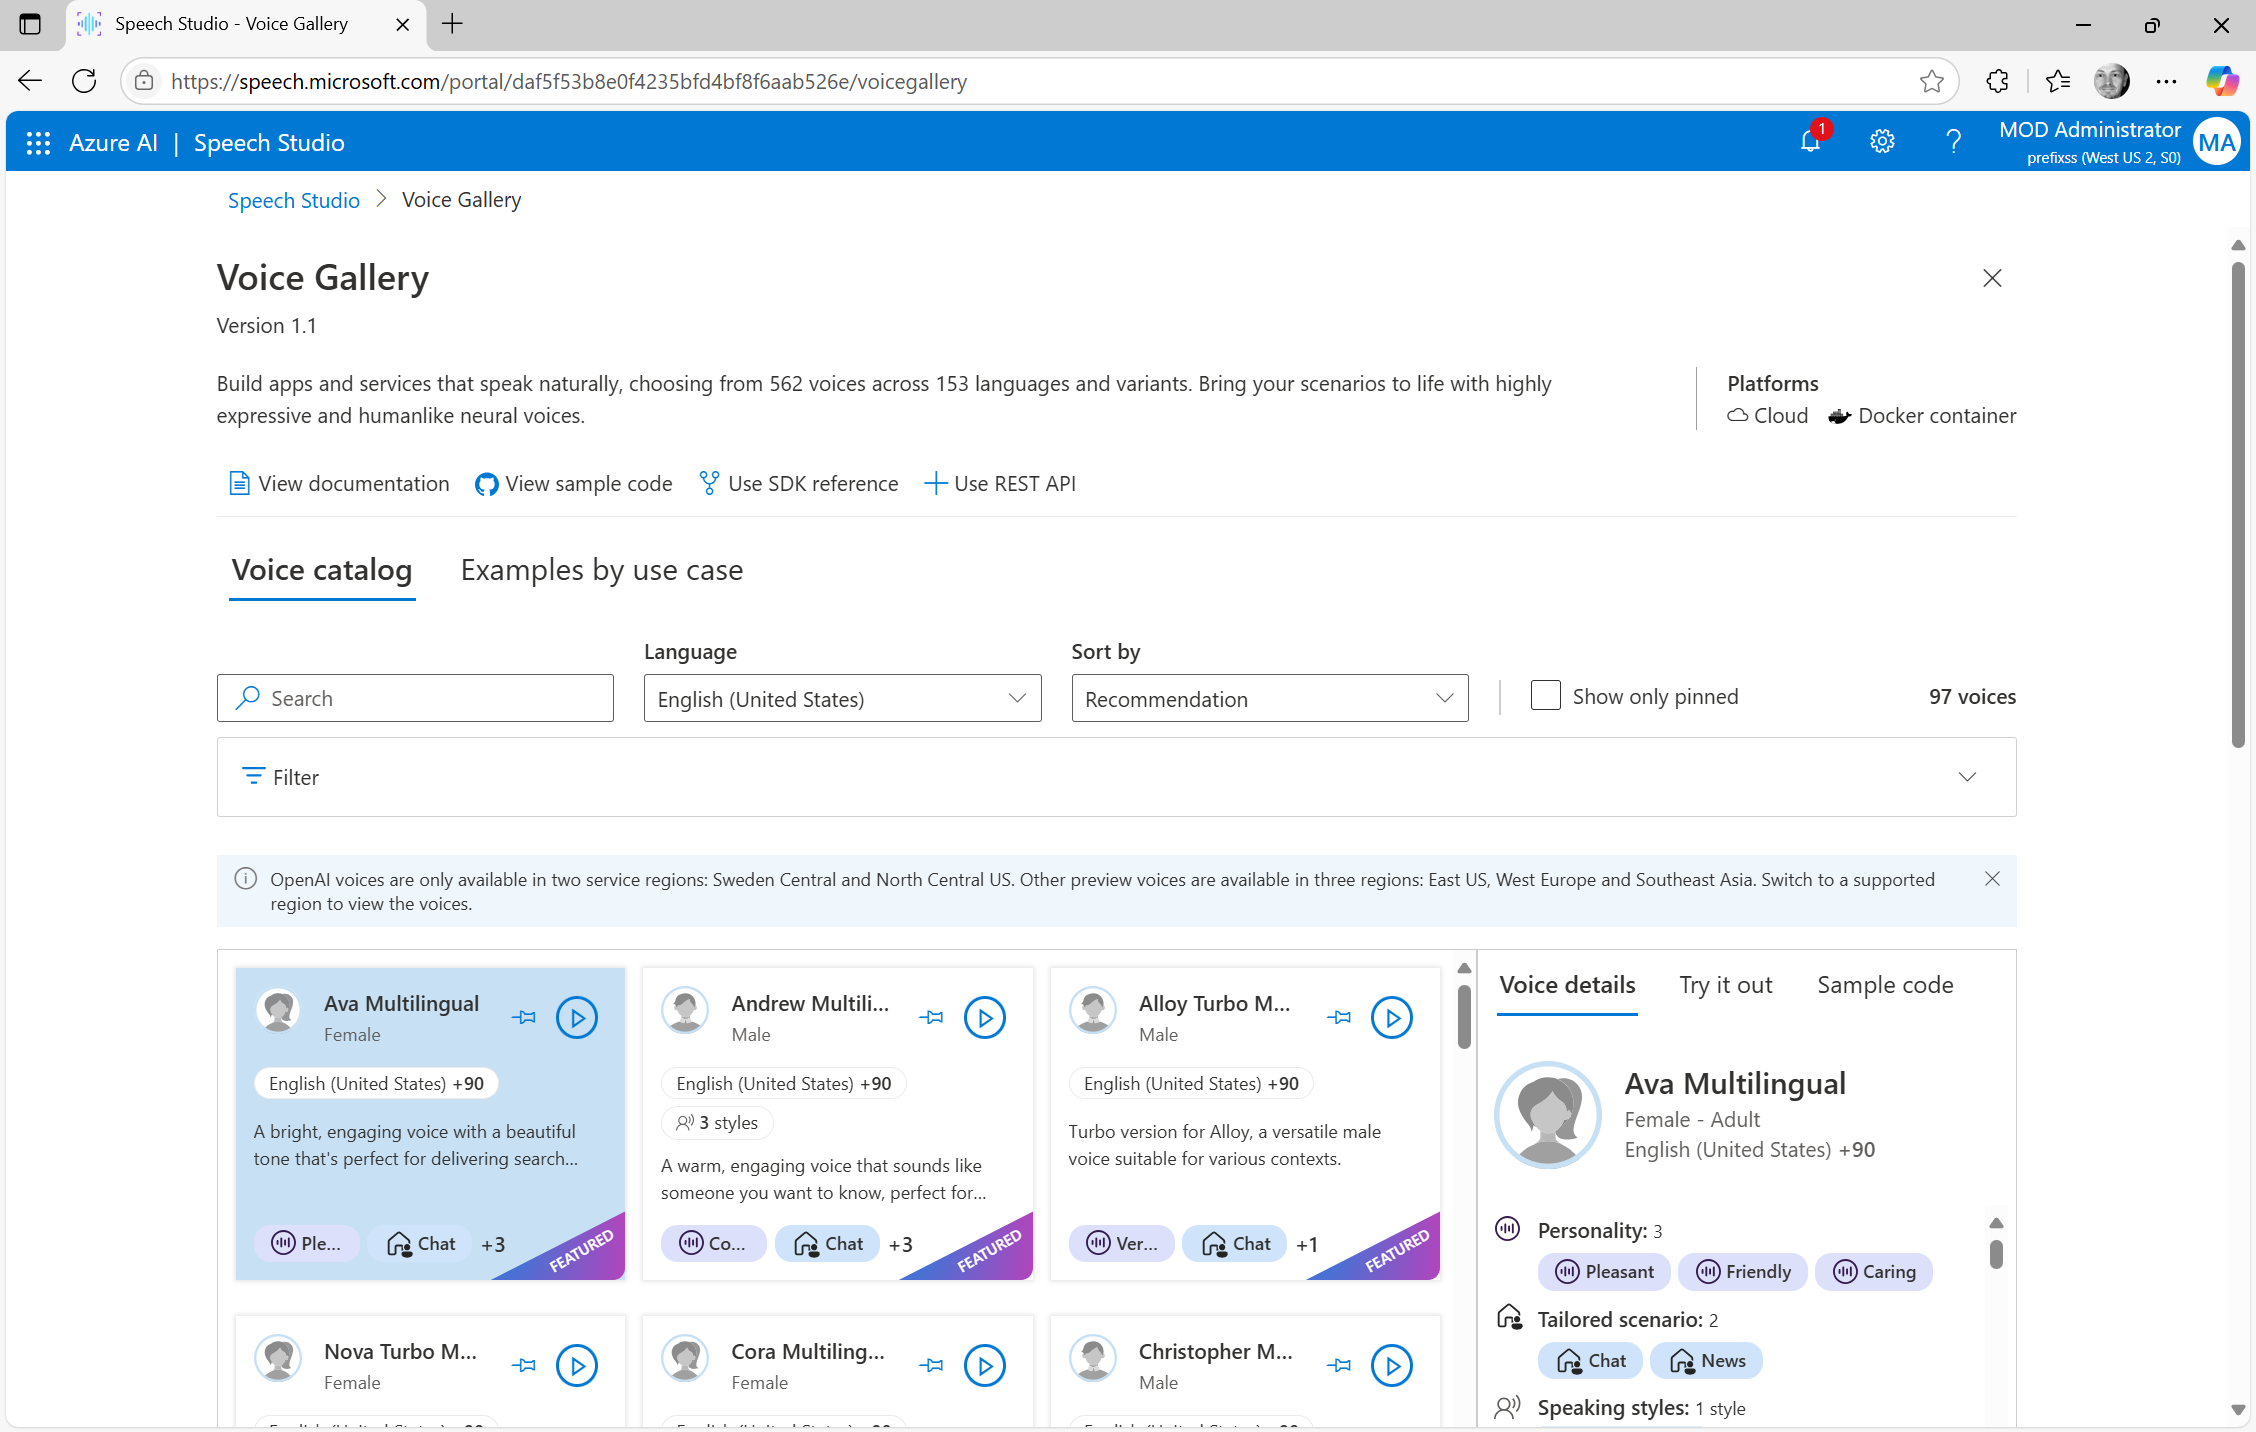 Speech Studio - Voice Gallery
https://speech.microsoft.com/portal/daf5f53b8e0f4235bfd4bf8f6aab526e/voicegallery
Azure AI | Speech Studio
1
MOD Administrator
prefixss (West US 2, S0)
MA
Speech Studio > Voice Gallery
Voice Gallery
Version 1.1
Build apps and services that speak naturally, choosing from 562 voices across 153 languages and variants. Bring your scenarios to life with highly
expressive and humanlike neural voices.
Platforms
Cloud Docker container
View documentation View sample code Use SDK reference Use REST API
Voice catalog Examples by use case
Language Sort by
Search English (United States) Recommendation Show only pinned 97 voices
Filter
OpenAI voices are only available in two service regions: Sweden Central and North Central US. Other preview voices are available in three regions: East US, West Europe and Southeast Asia. Switch to a supported
region to view the voices.
Ava Multilingual
Female
English (United States) +90
A bright, engaging voice with a beautiful
tone that's perfect for delivering search...
Ple... Chat +3
FEATURED
Andrew Multili...
Male
English (United States) +90
3 styles
A warm, engaging voice that sounds like
someone you want to know, perfect for...
Co... Chat +3
FEATURED
Alloy Turbo M...
Male
English (United States) +90
Turbo version for Alloy, a versatile male
voice suitable for various contexts.
Ver... Chat +1
FEATURED
Nova Turbo M...
Female
Cora Multiling...
Female
Christopher M...
Male
Voice details Try it out Sample code
Ava Multilingual
Female - Adult
English (United States) +90
Personality: 3
Pleasant Friendly Caring
Tailored scenario: 2
Chat News
Speaking styles: 1 style